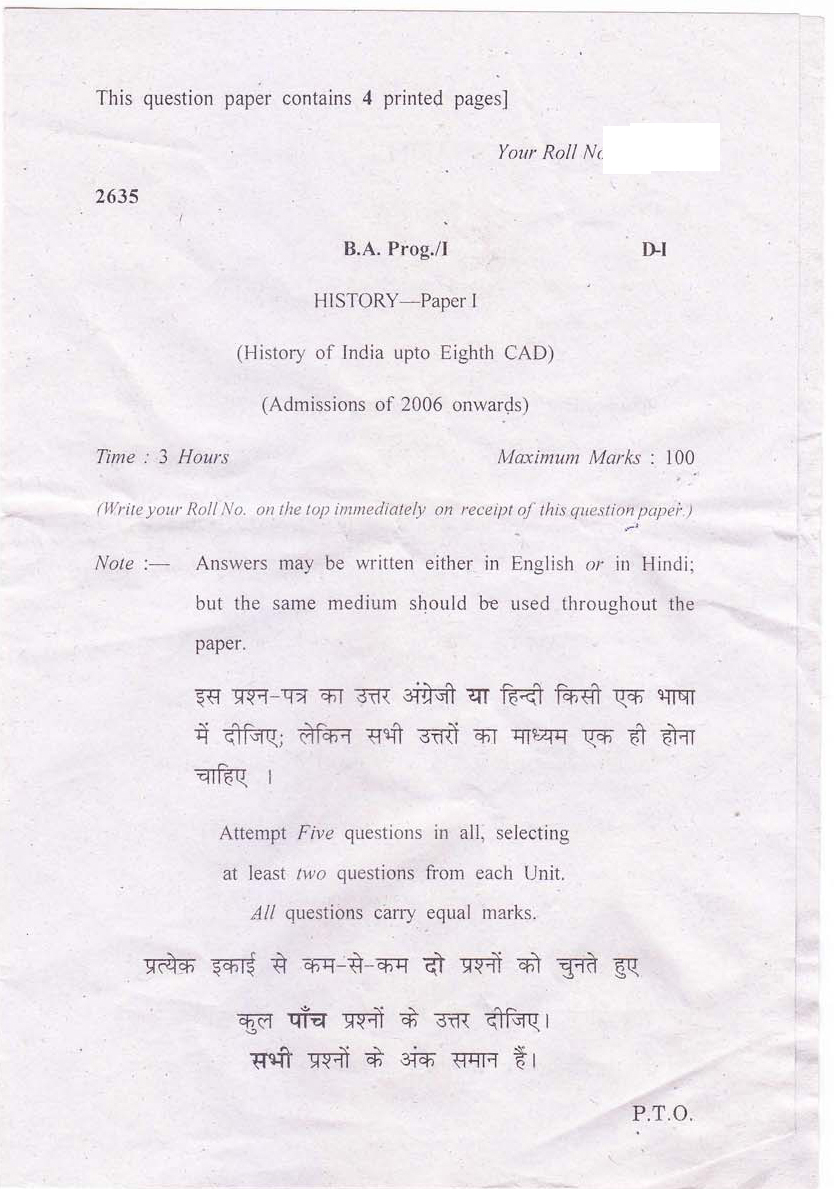 This question paper contains 4 printed pages]
Your Roll No
2635
B.A. Prog./I D-I
HISTORY—Paper I
(History of India upto Eighth CAD)
(Admissions of 2006 onwards)
Time : 3 Hours Maximum Marks : 100
(Write your Roll No. on the top immediately on receipt of this question paper.)
Note :— Answers may be written either in English or in Hindi;
but the same medium should be used throughout the
paper.
इस प्रश्न-पत्र का उत्तर अंग्रेजी या हिन्दी किसी एक भाषा
में दीजिए; लेकिन सभी उत्तरों का माध्यम एक ही होना
चाहिए ।
Attempt Five questions in all, selecting
at least two questions from each Unit.
All questions carry equal marks.
प्रत्येक इकाई से कम-से-कम दो प्रश्नों को चुनते हुए
कुल पाँच प्रश्नों के उत्तर दीजिए।
सभी प्रश्नों के अंक समान हैं।
P.T.O.